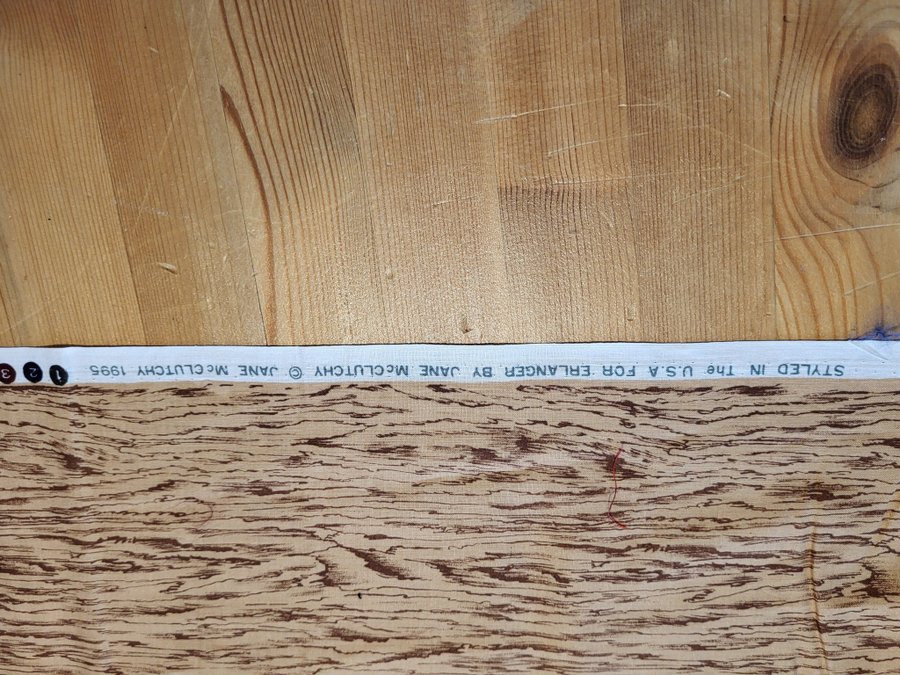 STYLED IN The U.S.A FOR ERLANGER BY JANE McCLUTCHY © JANE McCLUTCHY 1995 1 2 3